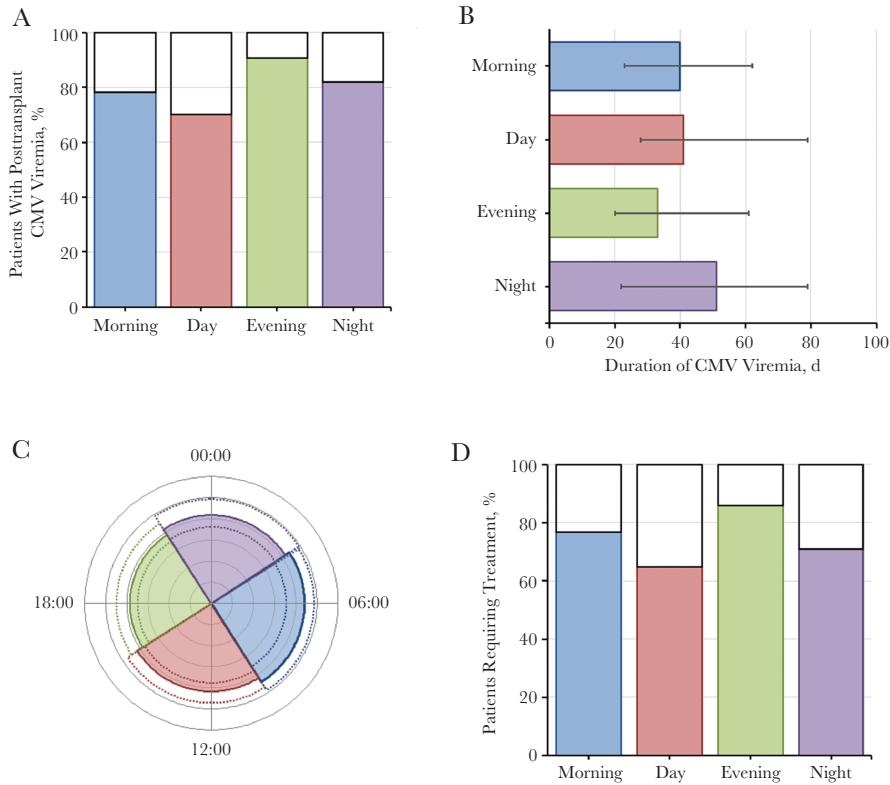 A
Patients With Posttransplant
CMV Viremia, %
100
80
60
40
20
0
Morning
Day
Evening
Night
B
Morning
Day
Evening
Night
0
20
40
60
80
100
Duration of CMV Viremia, d
C
00:00
18:00
06:00
12:00
D
Patients Requiring Treatment, %
100
80
60
40
20
0
Morning
Day
Evening
Night